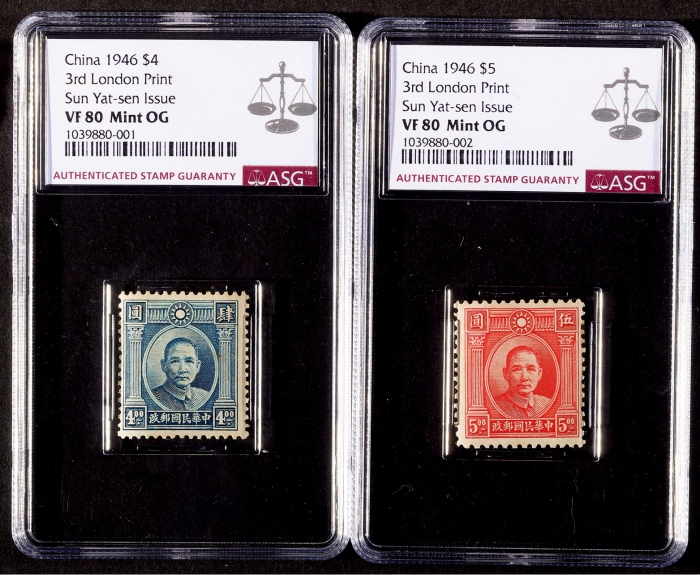 China 1946 $4
3rd London Print
Sun Yat-sen Issue
VF 80 Mint OG
1039880-001
AUTHENTICATED STAMP GUARANTY ASG™
圓 肆
4.00 政郵國民華中 4.00
China 1946 $5
3rd London Print
Sun Yat-sen Issue
VF 80 Mint OG
1039880-002
AUTHENTICATED STAMP GUARANTY ASG™
圓 伍
5.00 政郵國民華中 5.00